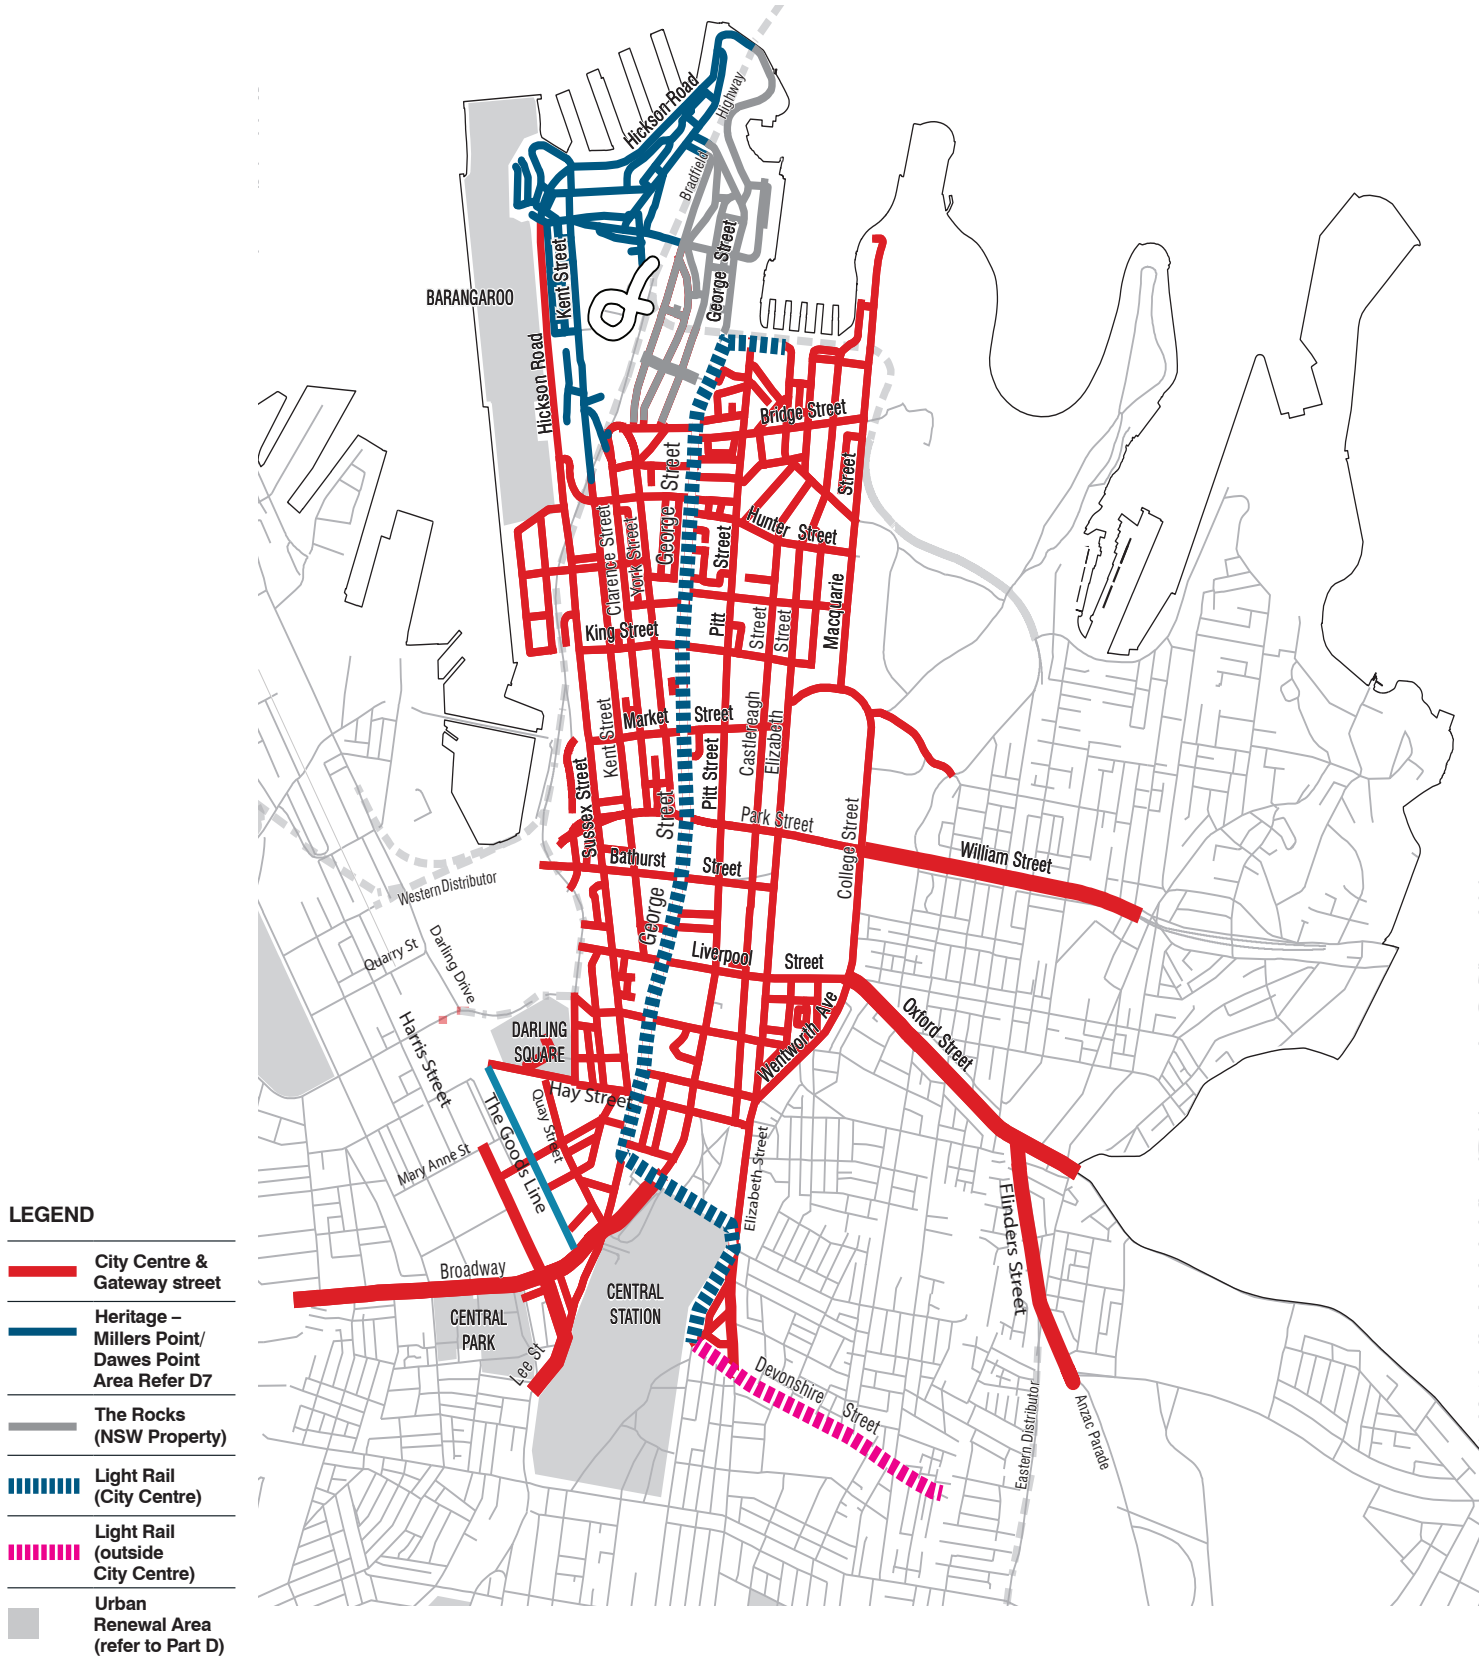 Hickson Road
Highway
Bradfield
Kent Street
George Street
BARANGAROO
Hickson Road
Bridge Street
Street
George Street
Hunter Street
Street
Clarence Street
York Street
Macquarie
King Street
Pitt
Street
Street
Kent Street
Market Street
Castlereagh
Elizabeth
Pitt Street
Sussex Street
Street
Park Street
College Street
William Street
Bathurst Street
Western Distributor
George
Quarry St
Darling Drive
Liverpool Street
Oxford Street
Wentworth Ave
Harris Street
DARLING
SQUARE
Hay Street
Quay Street
The Goods Line
Mary Anne St
Elizabeth Street
Flinders Street
LEGEND
City Centre &
Gateway street
Heritage –
Millers Point/
Dawes Point
Area Refer D7
The Rocks
(NSW Property)
Light Rail
(City Centre)
Light Rail
(outside
City Centre)
Urban
Renewal Area
(refer to Part D)
Broadway
CENTRAL
PARK
CENTRAL
STATION
Lee St
Devonshire Street
Eastern Distributor
Anzac Parade